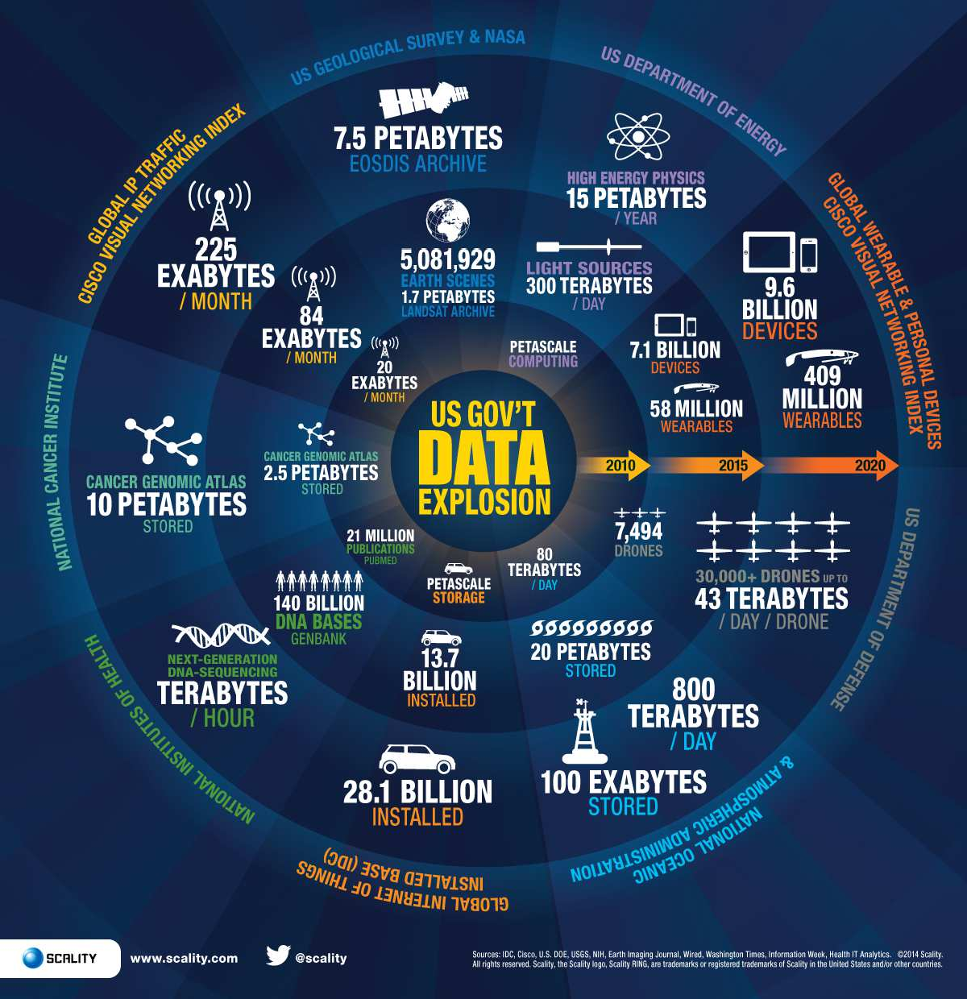 US GEOLOGICAL SURVEY & NASA
7.5 PETABYTES
EOSDIS ARCHIVE
5,081,929
EARTH SCENES
1.7 PETABYTES
LANDSAT ARCHIVE
US DEPARTMENT OF ENERGY
HIGH ENERGY PHYSICS
15 PETABYTES
/ YEAR
LIGHT SOURCES
300 TERABYTES
/ DAY
PETASCALE
COMPUTING
GLOBAL WEARABLE & PERSONAL DEVICES
CISCO VISUAL NETWORKING INDEX
9.6
BILLION
DEVICES
409
MILLION
WEARABLES
7.1 BILLION
DEVICES
58 MILLION
WEARABLES
2010
2015
2020
US DEPARTMENT OF DEFENSE
7,494
DRONES
30,000+ DRONES UP TO
43 TERABYTES
/ DAY / DRONE
NATIONAL OCEANIC
& ATMOSPHERIC ADMINISTRATION
80
TERABYTES
/ DAY
20 PETABYTES
STORED
800
TERABYTES
/ DAY
100 EXABYTES
STORED
GLOBAL INTERNET OF THINGS
INSTALLED BASE (IDC)
PETASCALE
STORAGE
13.7
BILLION
INSTALLED
28.1 BILLION
INSTALLED
NATIONAL INSTITUTES OF HEALTH
21 MILLION
PUBLICATIONS
PUBMED
140 BILLION
DNA BASES
GENBANK
NEXT-GENERATION
DNA-SEQUENCING
TERABYTES
/ HOUR
NATIONAL CANCER INSTITUTE
CANCER GENOMIC ATLAS
2.5 PETABYTES
STORED
CANCER GENOMIC ATLAS
10 PETABYTES
STORED
GLOBAL IP TRAFFIC
CISCO VISUAL NETWORKING INDEX
225
EXABYTES
/ MONTH
84
EXABYTES
/ MONTH
20
EXABYTES
/ MONTH
US GOV'T
DATA
EXPLOSION
SCALITY
www.scality.com
@scality
Sources: IDC, Cisco, U.S. DOE, USGS, NIH, Earth Imaging Journal, Wired, Washington Times, Information Week, Health IT Analytics. ©2014 Scality.
All rights reserved. Scality, the Scality logo, Scality RING, are trademarks or registered trademarks of Scality in the United States and/or other countries.